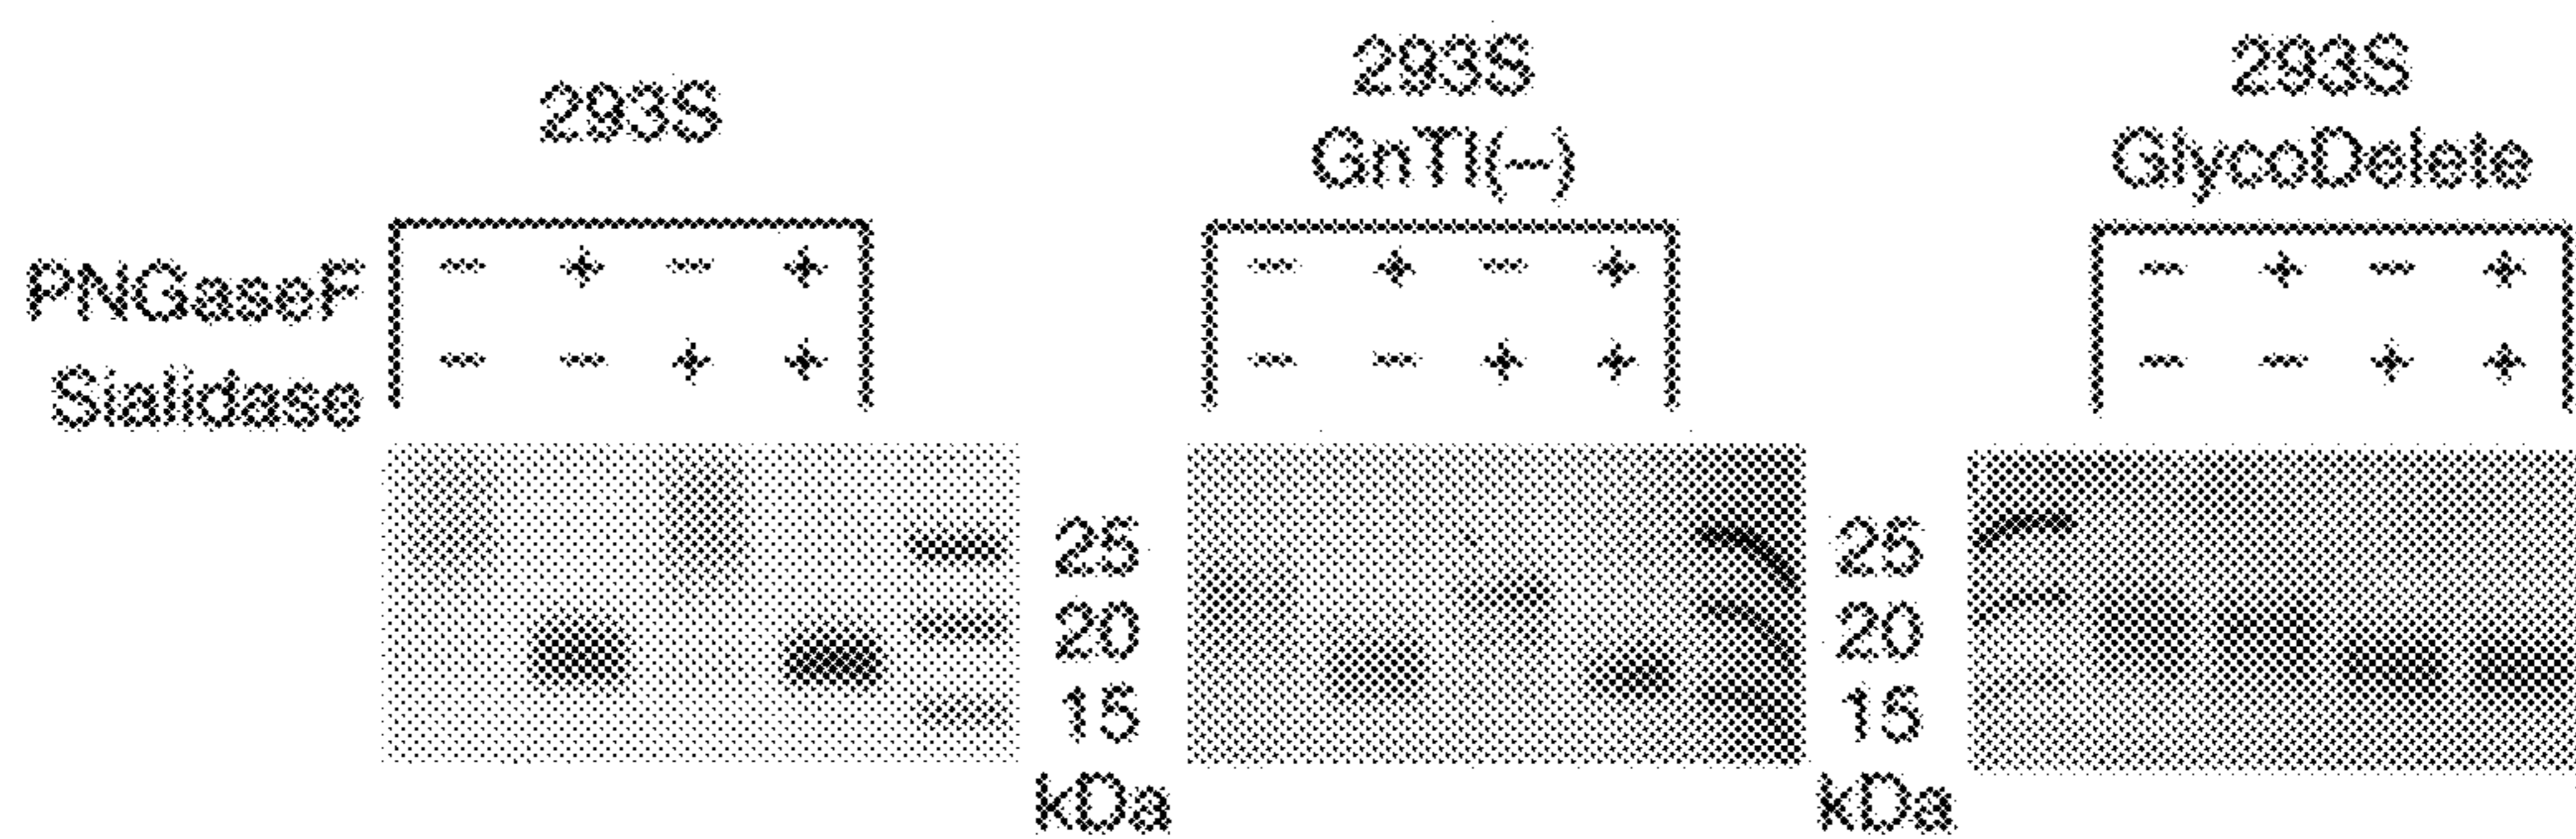 293S
293S
GnTI(–)
293S
GlycoDelete
PNGaseF – + – + – + – + – + – +
Sialidase – – + + – – + + – – + +
25 25
20 20
15 15
kDa kDa